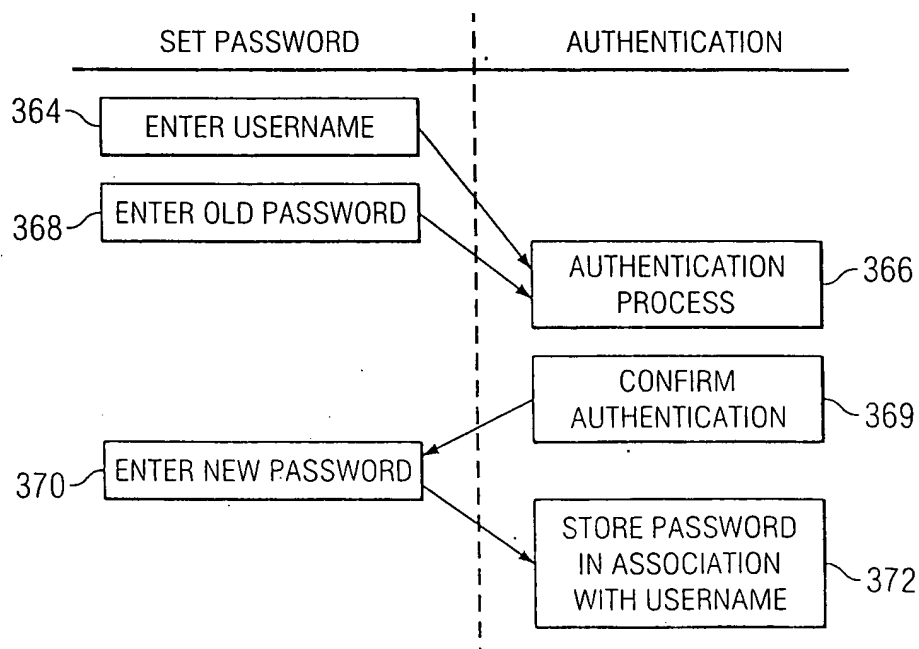 SET PASSWORD
AUTHENTICATION
364
ENTER USERNAME
368
ENTER OLD PASSWORD
AUTHENTICATION
PROCESS
366
CONFIRM
AUTHENTICATION
369
370
ENTER NEW PASSWORD
STORE PASSWORD
IN ASSOCIATION
WITH USERNAME
372